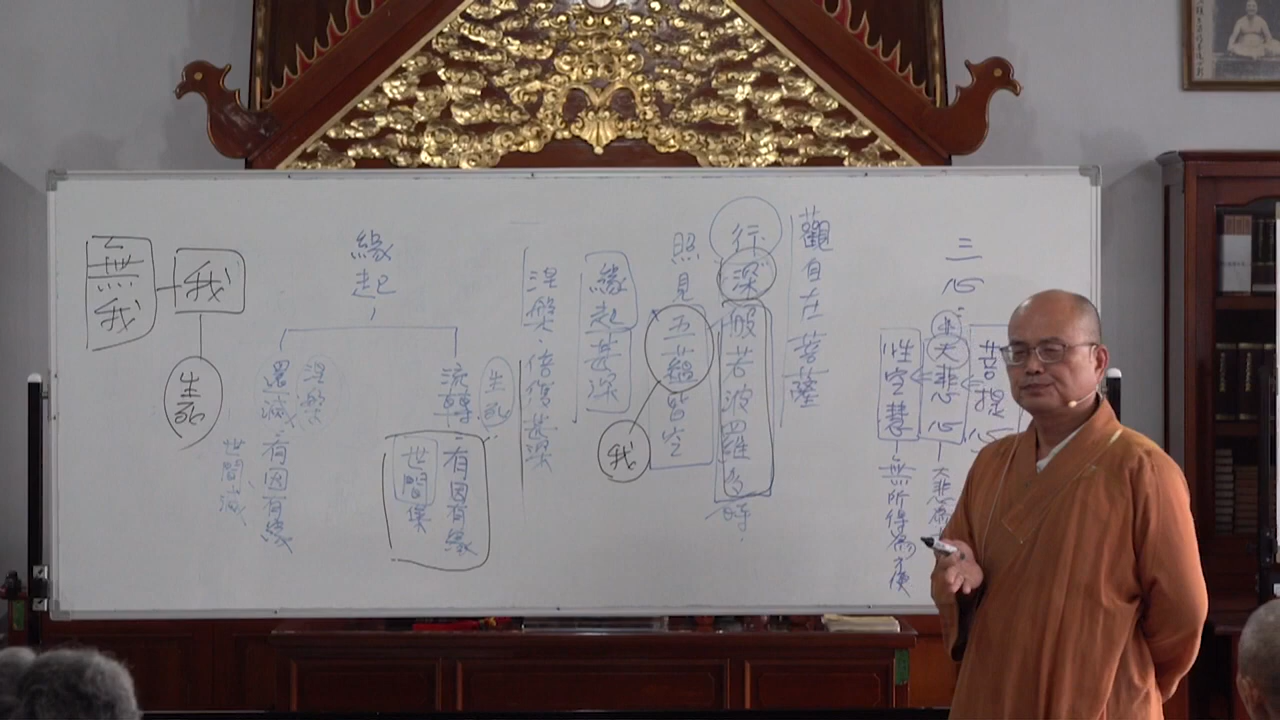 三心
菩提心
大悲心
大悲為
性空慧
無所得為方便
觀自在菩薩
行深般若波羅多時
照見五蘊皆空
我
緣起甚深
涅槃倍復甚深
緣起
生死
流轉：有因有緣
世間集
涅槃
還滅：有因有緣
世間滅
我
生死
無我